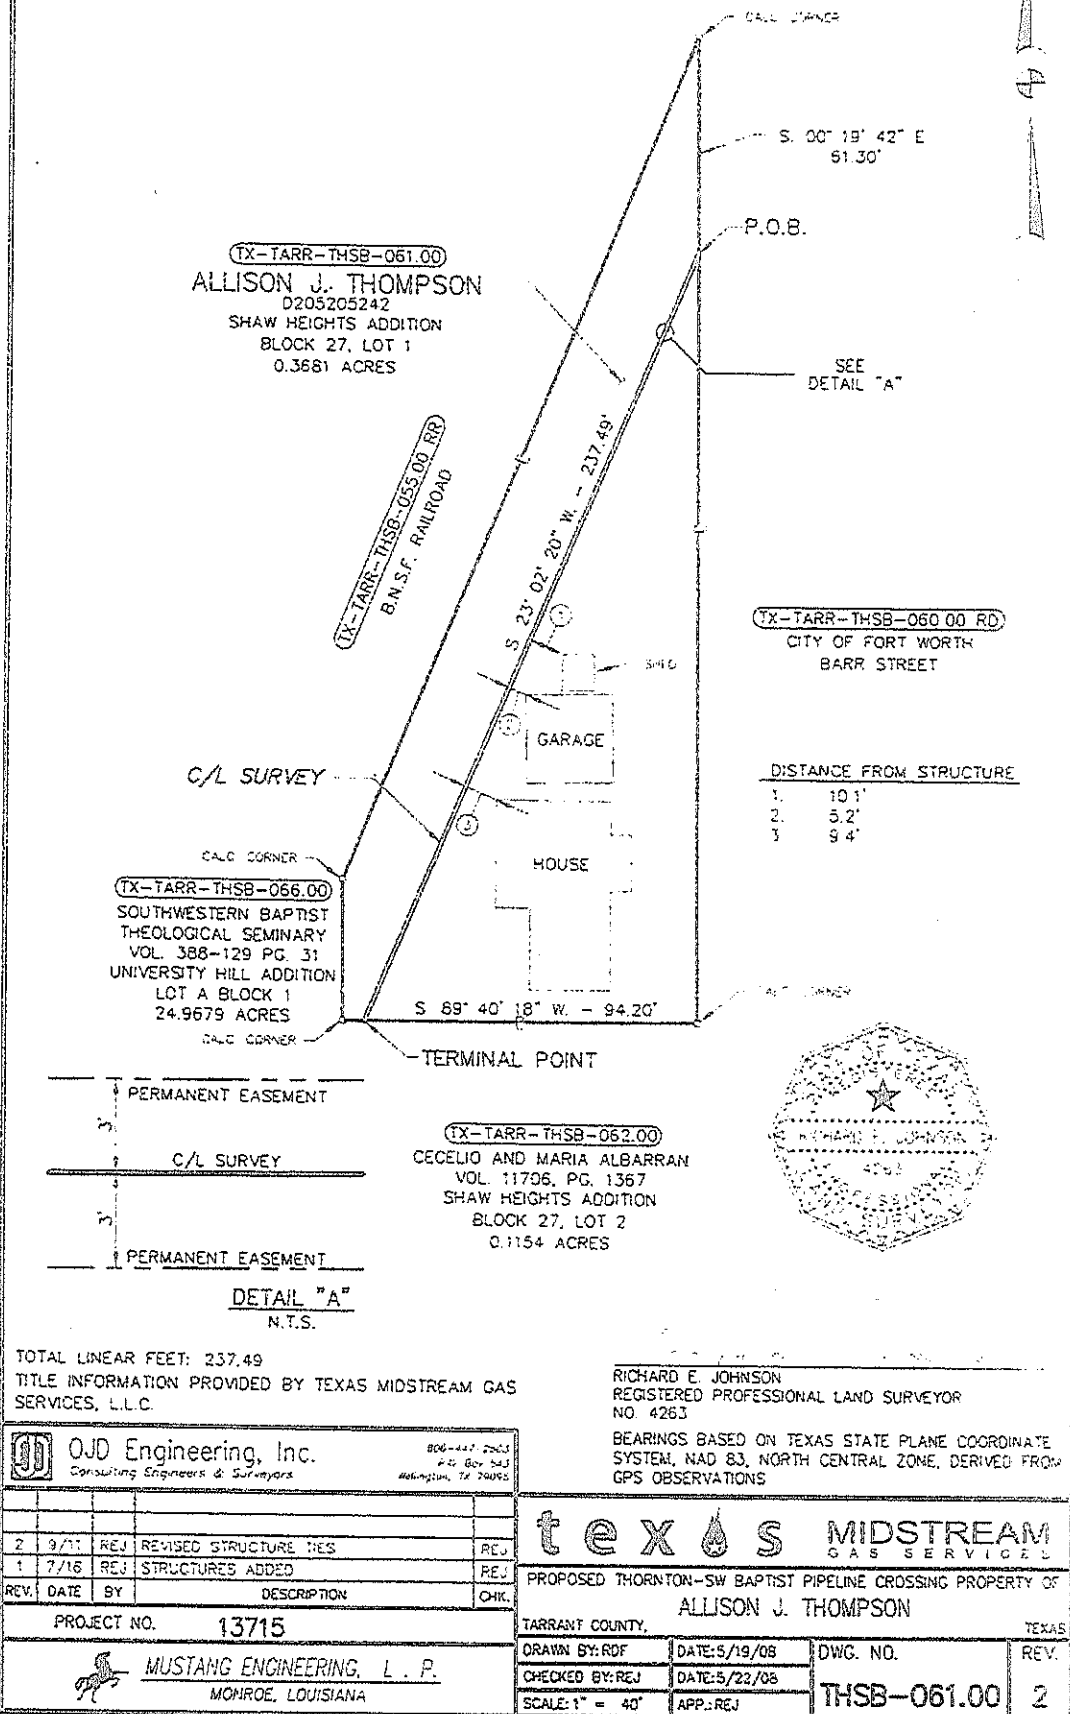 CALC CORNER
S. 00° 19' 42" E
61.30'
P.O.B.
TX-TARR-THSB-061.00
ALLISON J. THOMPSON
D205205242
SHAW HEIGHTS ADDITION
BLOCK 27, LOT 1
0.3681 ACRES
SEE
DETAIL "A"
TX-TARR-THSB-055.00 RR
B.N.S.F. RAILROAD
S 23° 02' 20" W. - 237.49'
1
SHED
TX-TARR-THSB-060.00 RD
CITY OF FORT WORTH
BARR STREET
2
GARAGE
C/L SURVEY
DISTANCE FROM STRUCTURE
1. 10.1'
2. 5.2'
3 9.4'
3
HOUSE
CALC CORNER
TX-TARR-THSB-066.00
SOUTHWESTERN BAPTIST
THEOLOGICAL SEMINARY
VOL. 388-129 PG. 31
UNIVERSITY HILL ADDITION
LOT A BLOCK 1
24.9679 ACRES
CALC CORNER
S 89° 40' 18" W. - 94.20'
CALC CORNER
TERMINAL POINT
PERMANENT EASEMENT
3'
C/L SURVEY
3'
PERMANENT EASEMENT
DETAIL "A"
N.T.S.
TX-TARR-THSB-062.00
CECELIO AND MARIA ALBARRAN
VOL. 11706, PG. 1367
SHAW HEIGHTS ADDITION
BLOCK 27, LOT 2
0.1154 ACRES
RICHARD E. JOHNSON
4263
TOTAL LINEAR FEET: 237.49
TITLE INFORMATION PROVIDED BY TEXAS MIDSTREAM GAS
SERVICES, L.L.C.
RICHARD E. JOHNSON
REGISTERED PROFESSIONAL LAND SURVEYOR
NO. 4263
BEARINGS BASED ON TEXAS STATE PLANE COORDINATE
SYSTEM, NAD 83, NORTH CENTRAL ZONE, DERIVED FROM
GPS OBSERVATIONS
OJD Engineering, Inc.
Consulting Engineers & Surveyors
2 9/11 REJ REVISED STRUCTURE TIES REJ
1 7/16 REJ STRUCTURES ADDED REJ
REV. DATE BY DESCRIPTION CHK.
PROJECT NO. 13715
MUSTANG ENGINEERING, L.P.
MONROE, LOUISIANA
texas MIDSTREAM
GAS SERVICES
PROPOSED THORNTON-SW BAPTIST PIPELINE CROSSING PROPERTY OF
ALLISON J. THOMPSON
TARRANT COUNTY, TEXAS
DRAWN BY: RDF DATE: 5/19/08
CHECKED BY: REJ DATE: 5/22/08
SCALE: 1" = 40' APP.: REJ
DWG. NO.
THSB-061.00
REV.
2